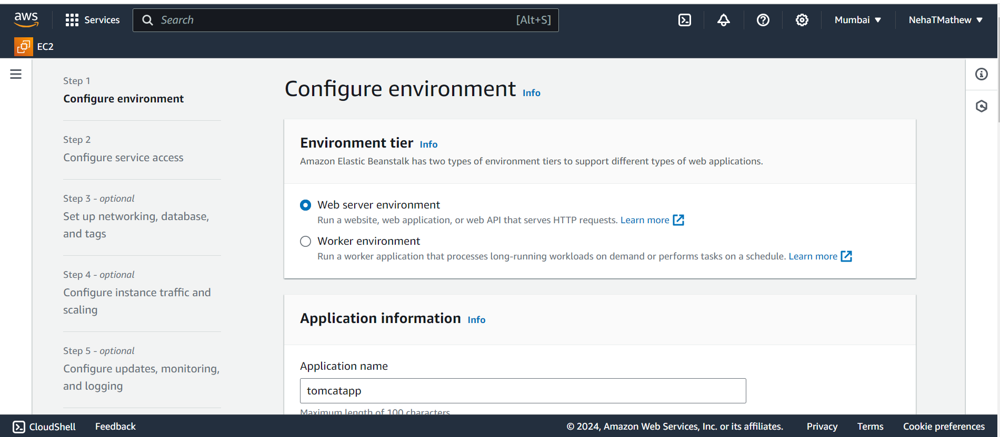 aws
Services
Search
[Alt+S]
Mumbai
NehaTMathew
EC2
Step 1
Configure environment
Step 2
Configure service access
Step 3 - optional
Set up networking, database,
and tags
Step 4 - optional
Configure instance traffic and
scaling
Step 5 - optional
Configure updates, monitoring,
and logging
Configure environment Info
Environment tier Info
Amazon Elastic Beanstalk has two types of environment tiers to support different types of web applications.
Web server environment
Run a website, web application, or web API that serves HTTP requests. Learn more
Worker environment
Run a worker application that processes long-running workloads on demand or performs tasks on a schedule. Learn more
Application information Info
Application name
tomcatapp
Maximum length of 100 characters
CloudShell
Feedback
© 2024, Amazon Web Services, Inc. or its affiliates.
Privacy
Terms
Cookie preferences